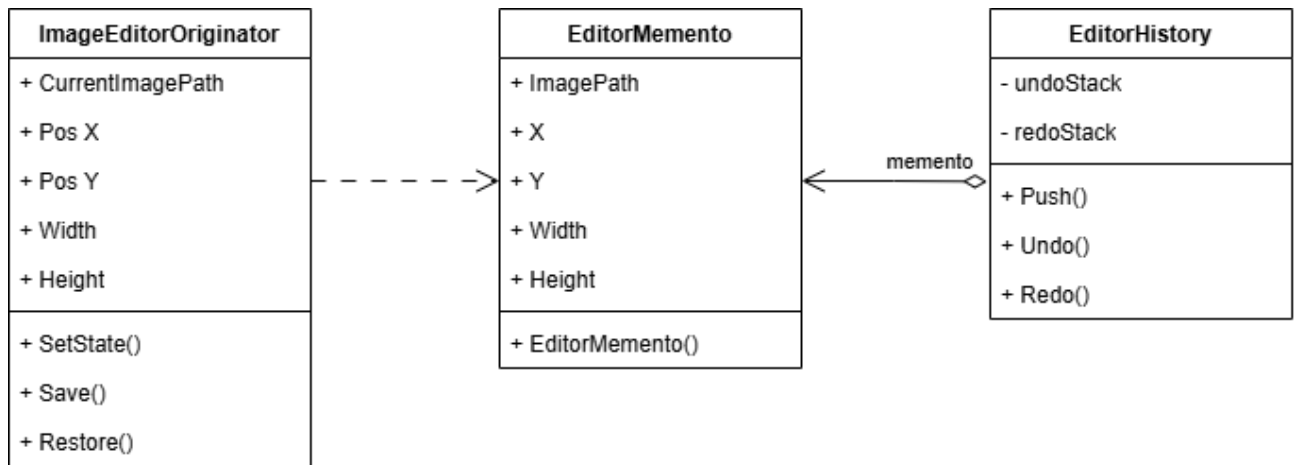 ImageEditorOriginator
+ CurrentImagePath
+ Pos X
+ Pos Y
+ Width
+ Height
+ SetState()
+ Save()
+ Restore()
EditorMemento
+ ImagePath
+ X
+ Y
+ Width
+ Height
+ EditorMemento()
memento
EditorHistory
- undoStack
- redoStack
+ Push()
+ Undo()
+ Redo()